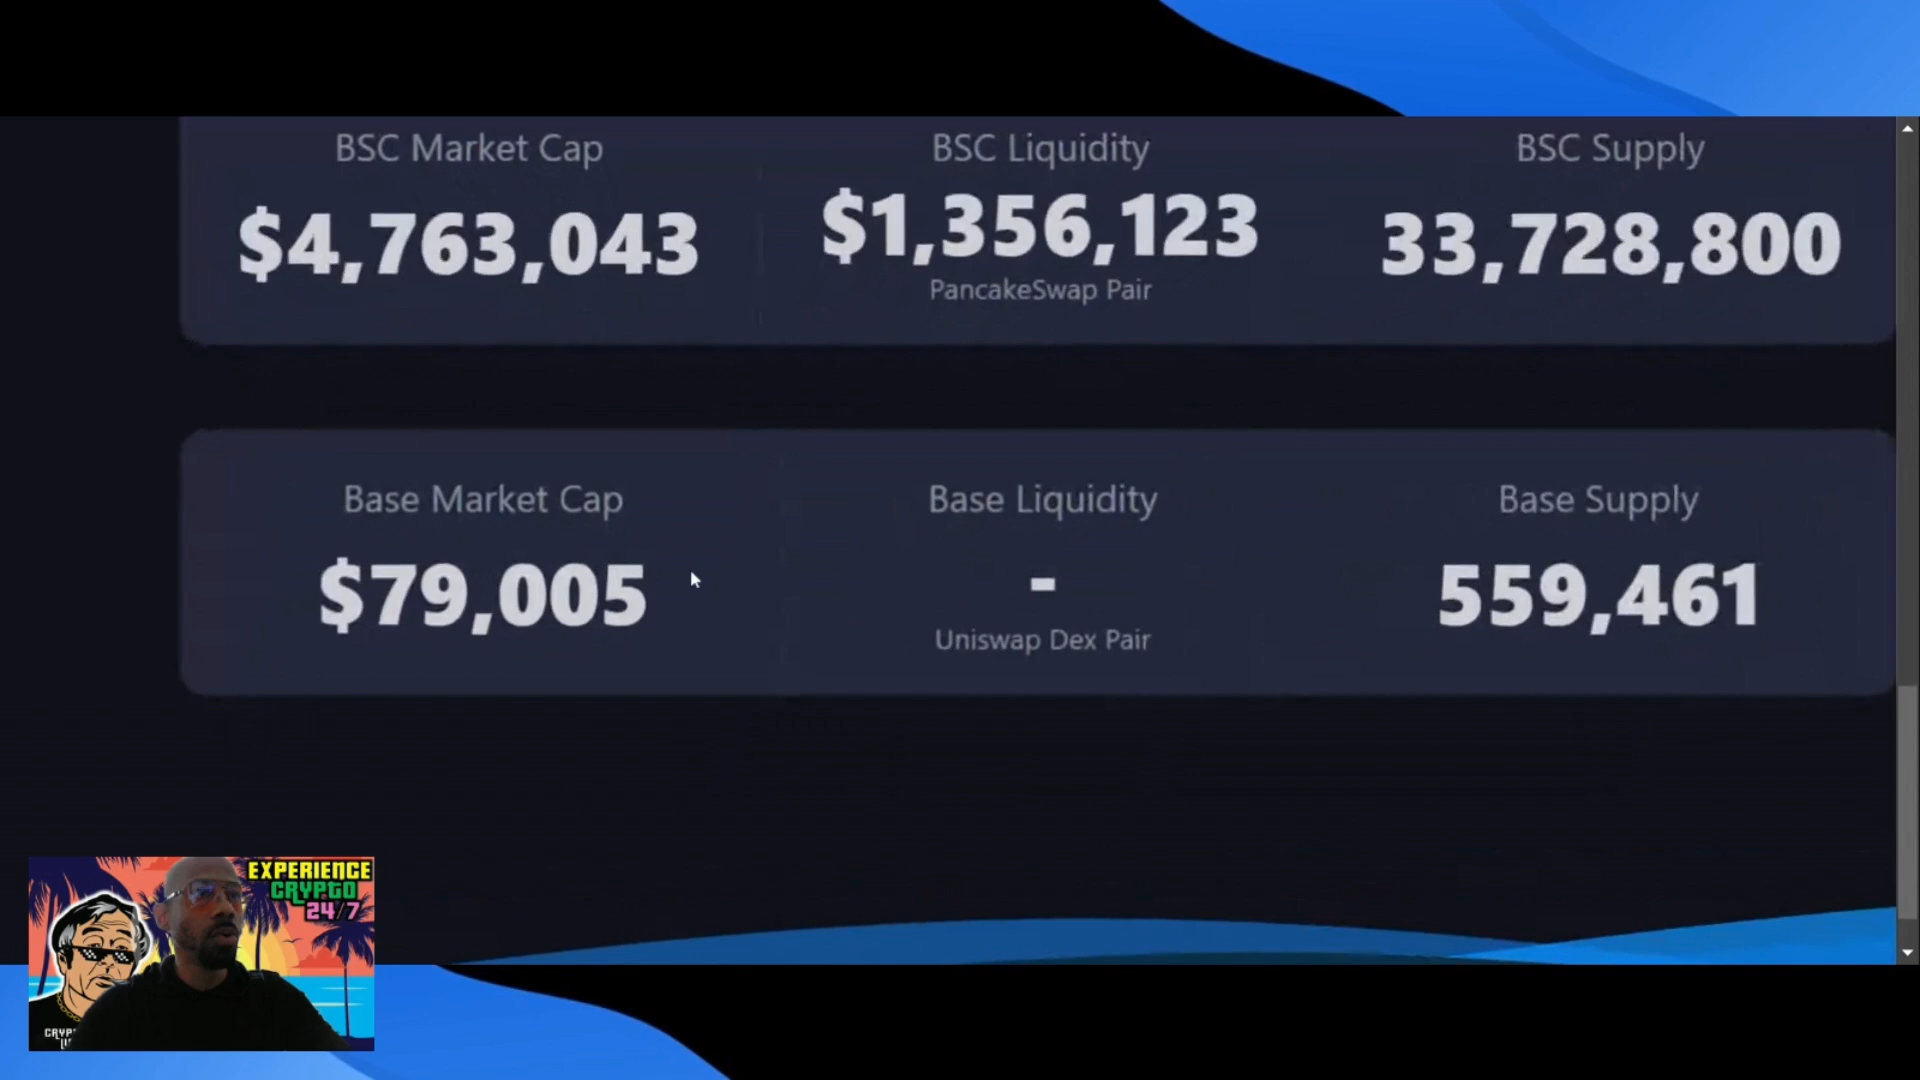 BSC Market Cap
BSC Liquidity
BSC Supply
$4,763,043
$1,356,123
33,728,800
PancakeSwap Pair
Base Market Cap
Base Liquidity
Base Supply
$79,005
-
559,461
Uniswap Dex Pair
EXPERIENCE
CRYPTO
24/7